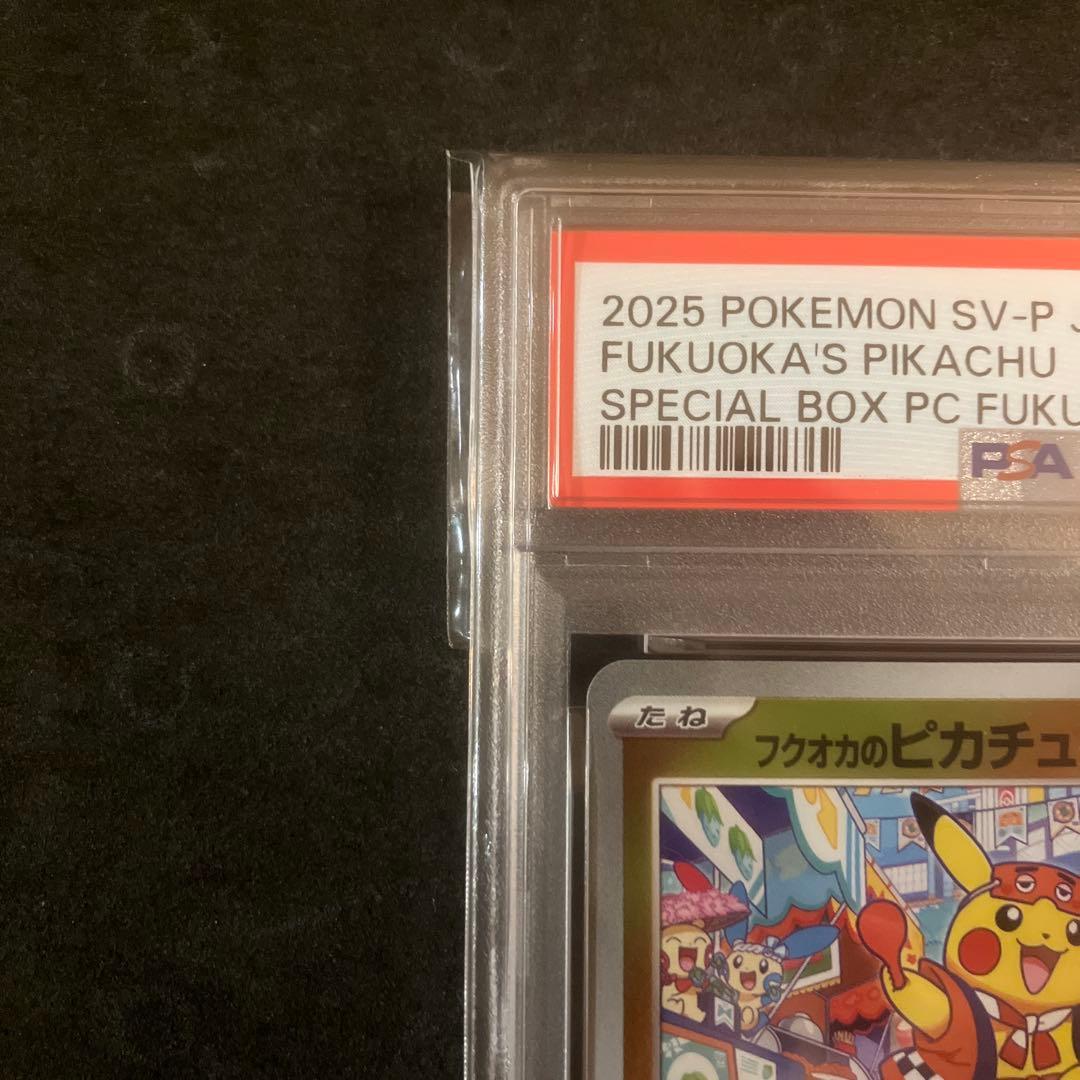 2025 POKEMON SV-P J
FUKUOKA'S PIKACHU
SPECIAL BOX PC FUKU
PSA
たね
フクオカのピカチュ